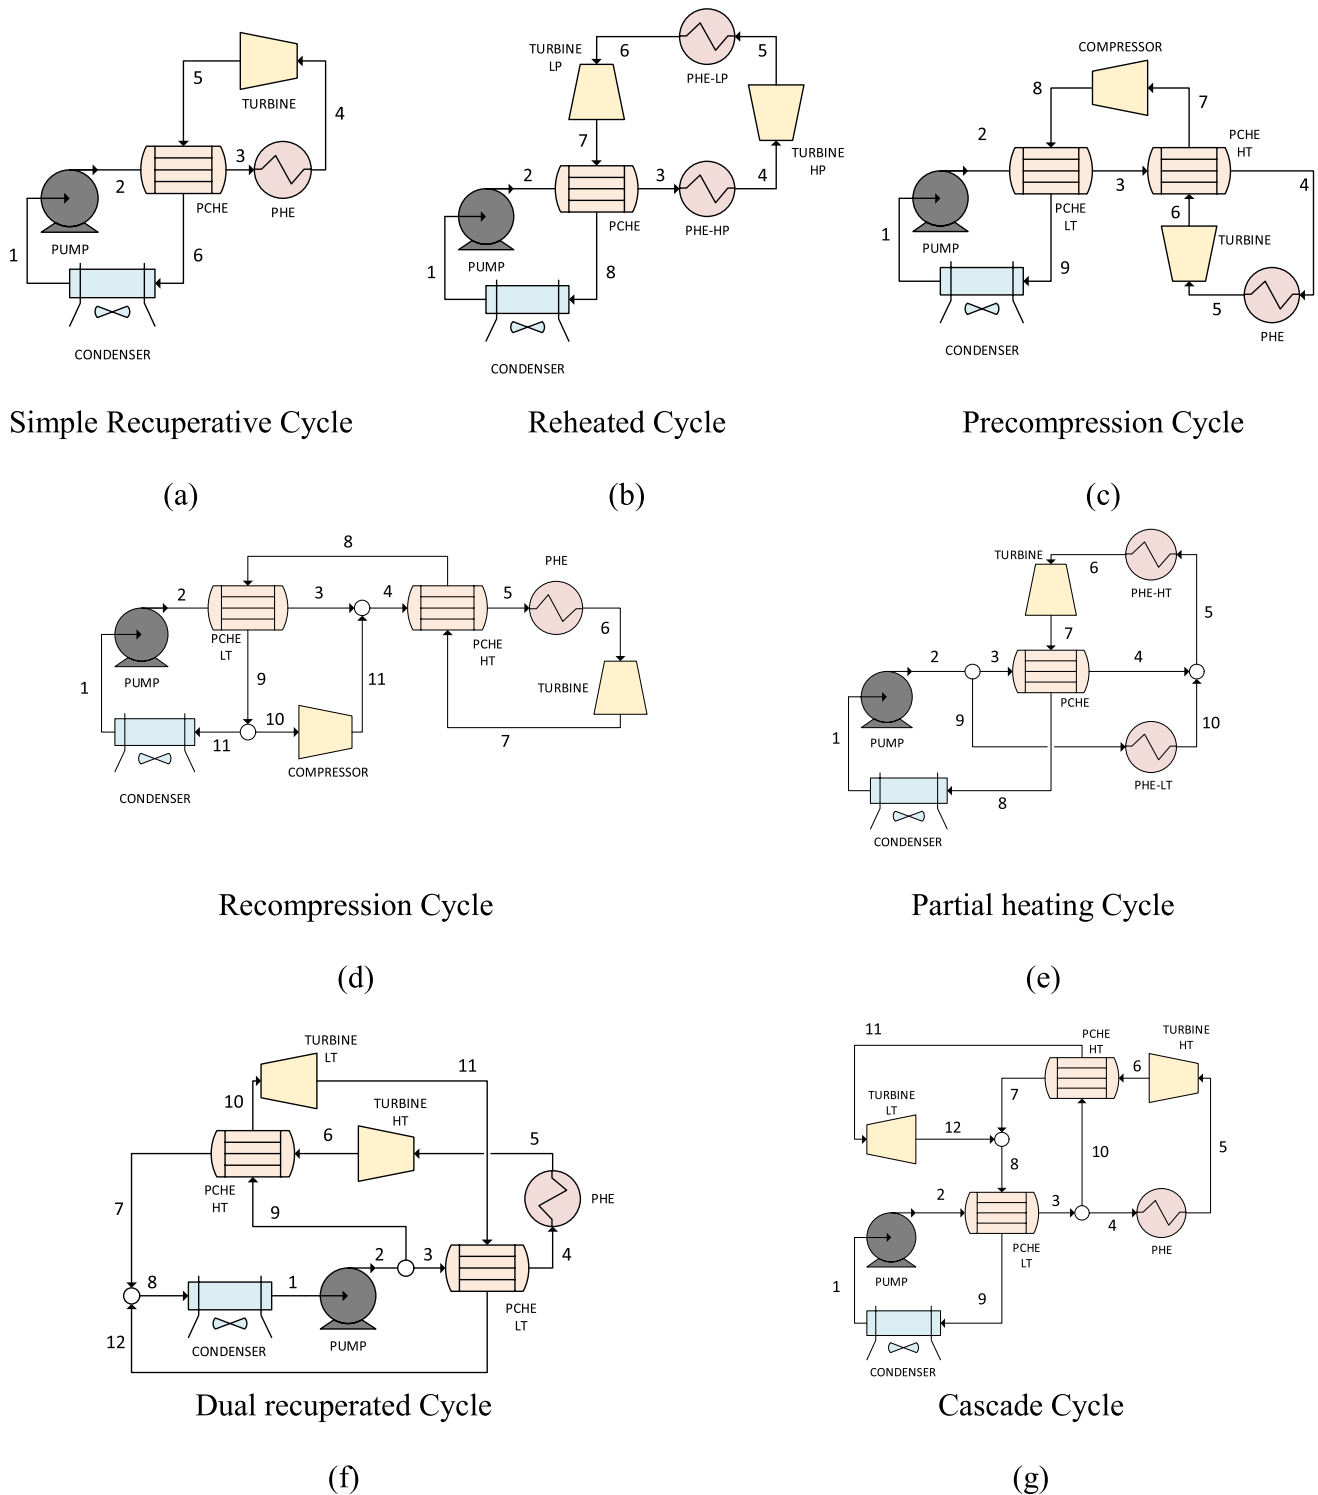 5
TURBINE
4
3
2
PCHE
PHE
PUMP
1
6
CONDENSER
Simple Recuperative Cycle
(a)
TURBINE
LP
6
5
PHE-LP
7
TURBINE
HP
2
3
4
PCHE
PHE-HP
PUMP
1
8
CONDENSER
Reheated Cycle
(b)
COMPRESSOR
8
7
2
PCHE
HT
3
4
PCHE
LT
6
PUMP
TURBINE
1
9
5
PHE
CONDENSER
Precompression Cycle
(c)
8
PHE
2
3
4
5
6
PCHE
LT
PCHE
HT
PUMP
9
11
TURBINE
1
10
11
7
COMPRESSOR
CONDENSER
Recompression Cycle
(d)
TURBINE
6
PHE-HT
5
7
2
3
4
PCHE
9
10
PUMP
1
PHE-LT
8
CONDENSER
Partial heating Cycle
(e)
TURBINE
LT
11
10
TURBINE
HT
6
5
PCHE
HT
PHE
7
9
2
3
4
8
1
PCHE
LT
12
CONDENSER
PUMP
Dual recuperated Cycle
(f)
11
PCHE
HT
TURBINE
HT
6
7
TURBINE
LT
12
8
10
5
2
3
4
PCHE
LT
PHE
PUMP
1
9
CONDENSER
Cascade Cycle
(g)